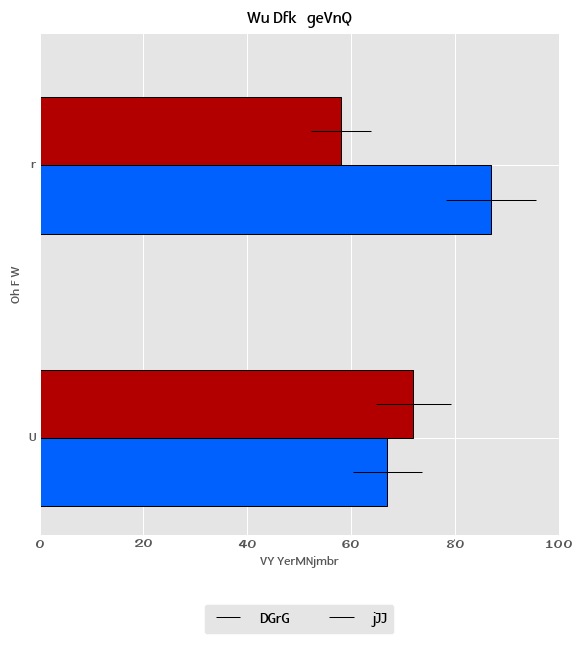 Wu Dfk geVnQ
r
Oh F W
U
0 20 40 60 80 100
VY YerMNjmbr
DGrG jJJ